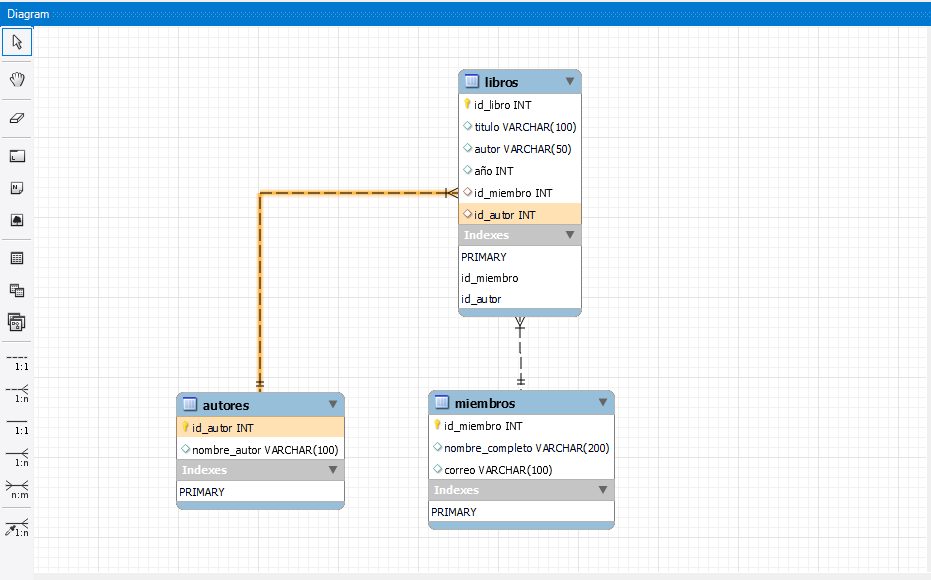 Diagram
libros
id_libro INT
titulo VARCHAR(100)
autor VARCHAR(50)
año INT
id_miembro INT
id_autor INT
Indexes
PRIMARY
id_miembro
id_autor
autores
id_autor INT
nombre_autor VARCHAR(100)
Indexes
PRIMARY
miembros
id_miembro INT
nombre_completo VARCHAR(200)
correo VARCHAR(100)
Indexes
PRIMARY
1:1
1:n
1:1
1:n
n:m
1:n